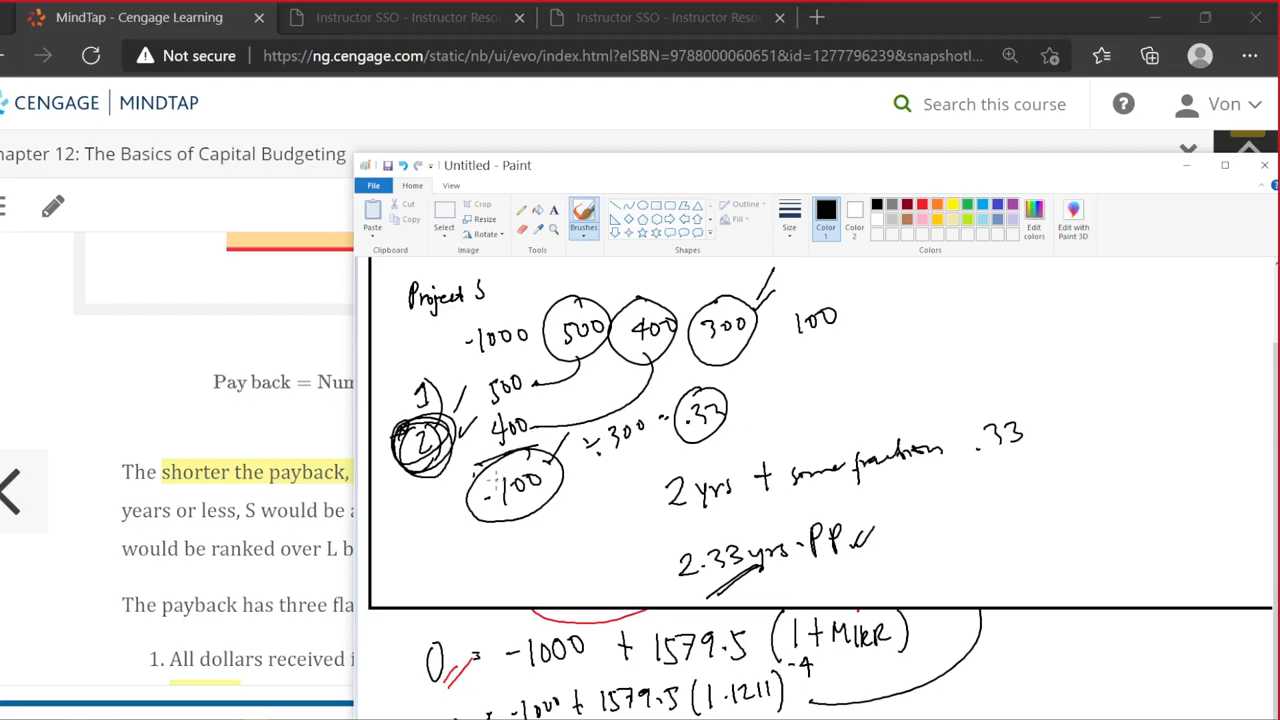 MindTap - Cengage Learning
Instructor SSO - Instructor Resou
Instructor SSO - Instructor Resou
Not secure
https://ng.cengage.com/static/nb/ui/evo/index.html?eISBN=9788000060651&id=1277796239&snapshotI...
CENGAGE | MINDTAP
Search this course
Von
hapter 12: The Basics of Capital Budgeting
Untitled - Paint
File
Home
View
Paste
Cut
Copy
Clipboard
Select
Crop
Resize
Rotate
Image
Tools
Brushes
Outline
Fill
Shapes
Size
Color 1
Color 2
Edit colors
Edit with Paint 3D
Colors
Project S
-1000 500 400 300 100
1 500
2 400 ÷300 = .33
-100
2 yrs + some fraction .33
2.33 yrs - PP
Payback = Num
The shorter the payback,
years or less, S would be a
would be ranked over L b
The payback has three fla
1. All dollars received i
0 = -1000 + 1579.5 (1+MIRR)
-4
= -1000 + 1579.5 (1.1211)